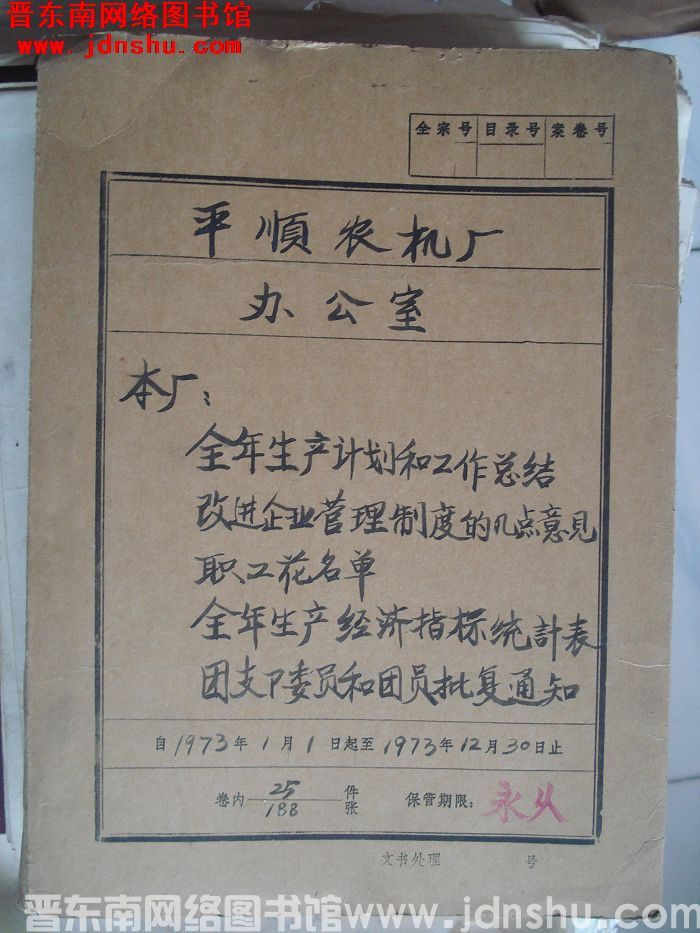 晋东南网络图书馆
www.jdnshu.com
全宗号 目录号 案卷号
平順农机厂
办公室
本厂：
全年生产计划和工作总结
改进企业管理制度的几点意见
职工花名单
全年生产经济指标统計表
团支卩委员和团员批复通知
自1973年1月1日起至1973年12月30日止
卷内 25 件
188 张
保管期限：永久
文书处理 号
晋东南网络图书馆www.jdnshu.com